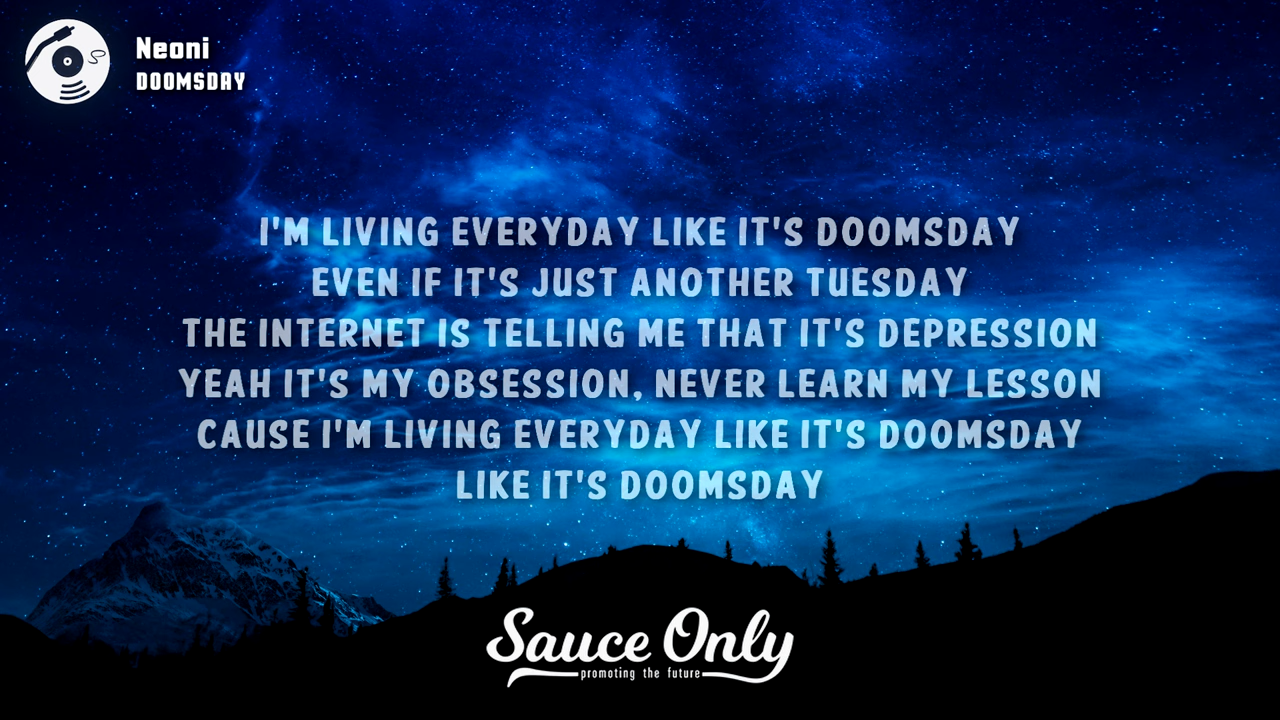 Neoni
DOOMSDAY
I'M LIVING EVERYDAY LIKE IT'S DOOMSDAY
EVEN IF IT'S JUST ANOTHER TUESDAY
THE INTERNET IS TELLING ME THAT IT'S DEPRESSION
YEAH IT'S MY OBSESSION, NEVER LEARN MY LESSON
CAUSE I'M LIVING EVERYDAY LIKE IT'S DOOMSDAY
LIKE IT'S DOOMSDAY
Sauce Only
promoting the future